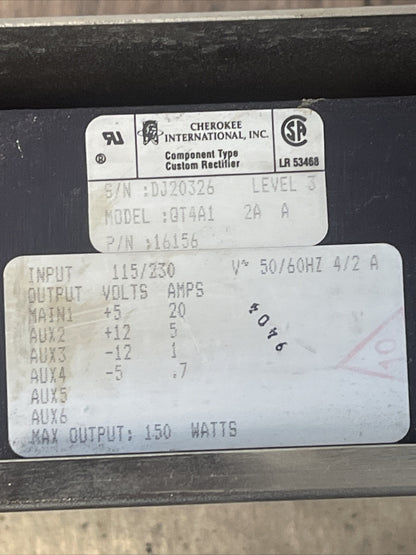 CHEROKEE
INTERNATIONAL, INC.
Component Type
Custom Rectifier
®
LR 53468
S/N :DJ20326 LEVEL 3
MODEL :QT4A1 2A A
P/N :16156
INPUT 115/230 V~ 50/60HZ 4/2 A
OUTPUT VOLTS AMPS
MAIN1 +5 20
AUX2 +12 5
AUX3 -12 1
AUX4 -5 .7
AUX5
AUX6
MAX OUTPUT: 150 WATTS
9404
10